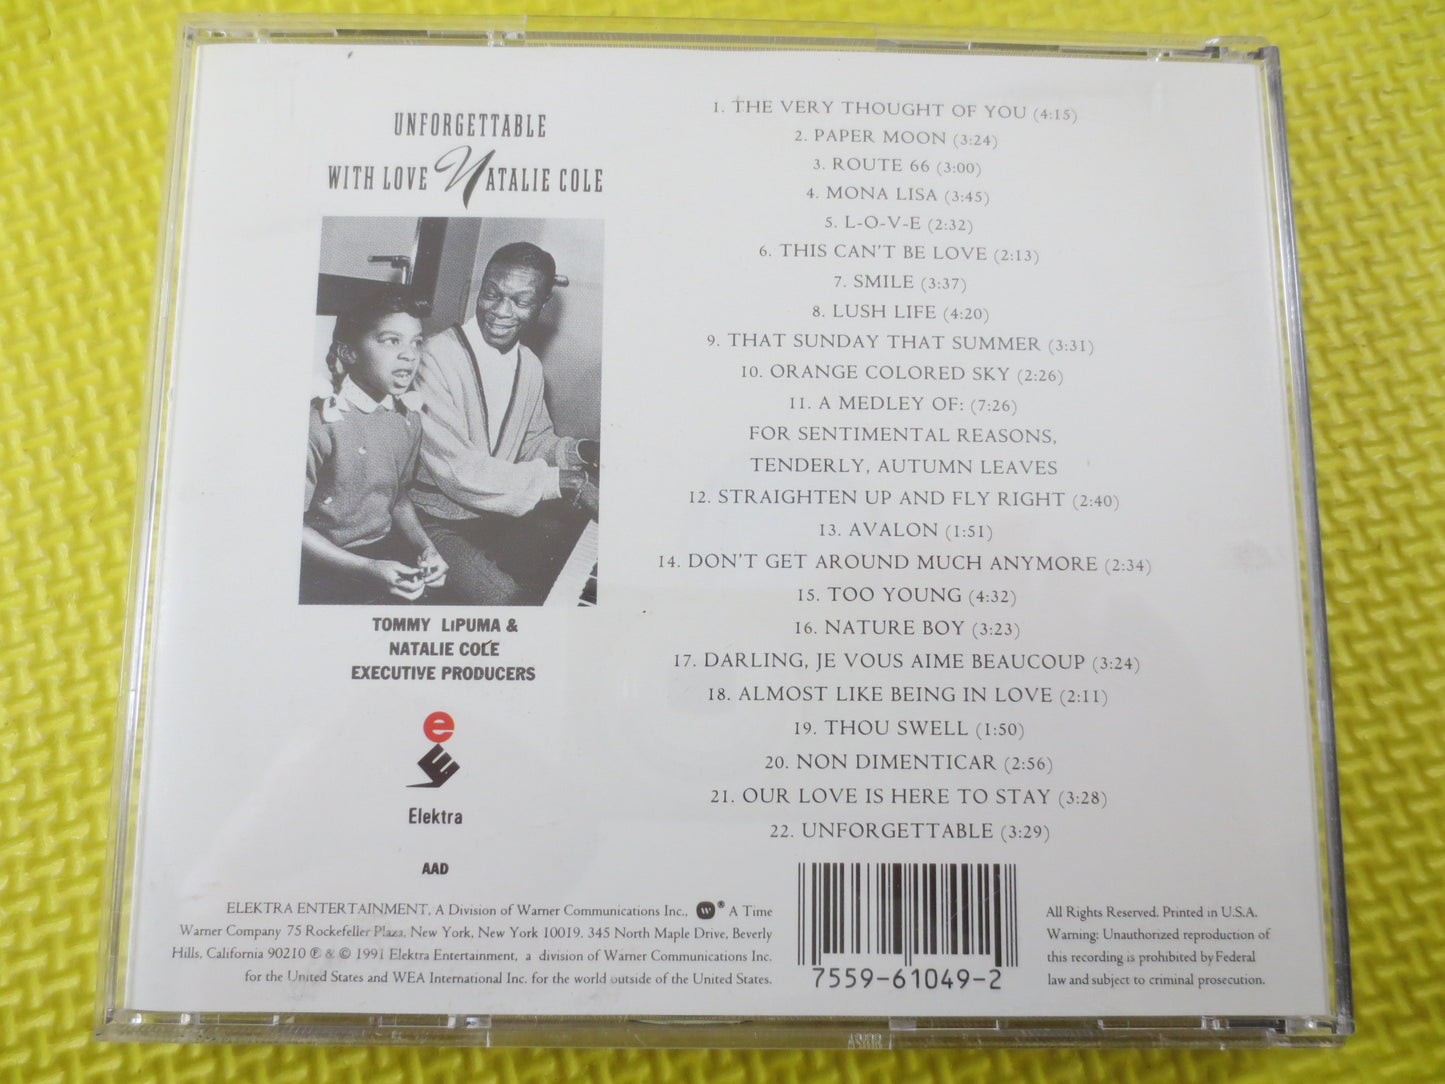 UNFORGETTABLE
WITH LOVE NATALIE COLE
TOMMY LiPUMA &
NATALIE COLE
EXECUTIVE PRODUCERS
e
E
Elektra
AAD
1. THE VERY THOUGHT OF YOU (4:15)
2. PAPER MOON (3:24)
3. ROUTE 66 (3:00)
4. MONA LISA (3:45)
5. L-O-V-E (2:32)
6. THIS CAN'T BE LOVE (2:13)
7. SMILE (3:37)
8. LUSH LIFE (4:20)
9. THAT SUNDAY THAT SUMMER (3:31)
10. ORANGE COLORED SKY (2:26)
11. A MEDLEY OF: (7:26)
FOR SENTIMENTAL REASONS,
TENDERLY, AUTUMN LEAVES
12. STRAIGHTEN UP AND FLY RIGHT (2:40)
13. AVALON (1:51)
14. DON'T GET AROUND MUCH ANYMORE (2:34)
15. TOO YOUNG (4:32)
16. NATURE BOY (3:23)
17. DARLING, JE VOUS AIME BEAUCOUP (3:24)
18. ALMOST LIKE BEING IN LOVE (2:11)
19. THOU SWELL (1:50)
20. NON DIMENTICAR (2:56)
21. OUR LOVE IS HERE TO STAY (3:28)
22. UNFORGETTABLE (3:29)
ELEKTRA ENTERTAINMENT, A Division of Warner Communications Inc., W® A Time
Warner Company 75 Rockefeller Plaza, New York, New York 10019. 345 North Maple Drive, Beverly
Hills, California 90210 ℗ & © 1991 Elektra Entertainment, a division of Warner Communications Inc.
for the United States and WEA International Inc. for the world outside of the United States.
7559-61049-2
All Rights Reserved. Printed in U.S.A.
Warning: Unauthorized reproduction of
this recording is prohibited by Federal
law and subject to criminal prosecution.